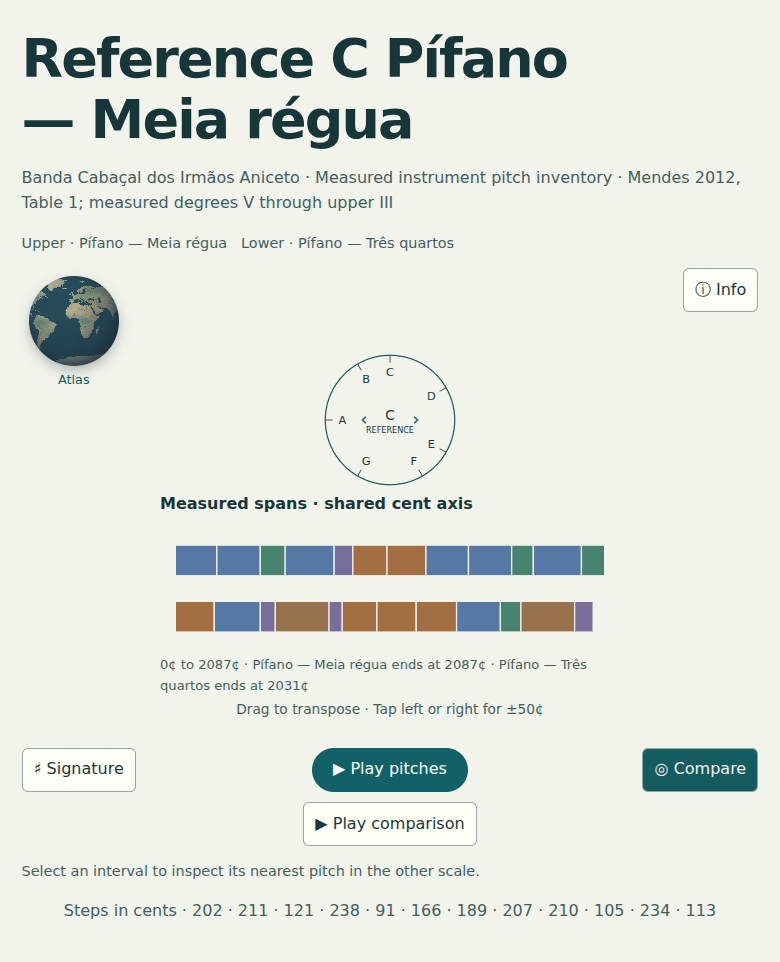 Reference C Pífano
— Meia régua
Banda Cabaçal dos Irmãos Aniceto · Measured instrument pitch inventory · Mendes 2012,
Table 1; measured degrees V through upper III
Upper · Pífano — Meia régua Lower · Pífano — Três quartos
ⓘ Info
Atlas
C
B
D
A
‹ C ›
REFERENCE
E
G
F
Measured spans · shared cent axis
0¢ to 2087¢ · Pífano — Meia régua ends at 2087¢ · Pífano — Três
quartos ends at 2031¢
Drag to transpose · Tap left or right for ±50¢
♯ Signature
▶ Play pitches
◎ Compare
▶ Play comparison
Select an interval to inspect its nearest pitch in the other scale.
Steps in cents · 202 · 211 · 121 · 238 · 91 · 166 · 189 · 207 · 210 · 105 · 234 · 113